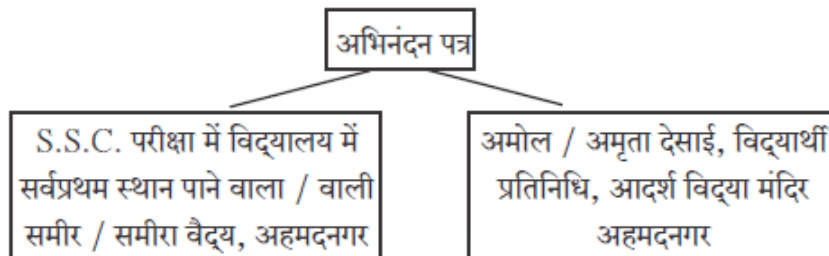 अभिनंदन पत्र
S.S.C. परीक्षा में विद्‍यालय में
सर्वप्रथम स्थान पाने वाला / वाली
समीर / समीरा वैद्‍य, अहमदनगर
अमोल / अमृता देसाई, विद्‍यार्थी
प्रतिनिधि, आदर्श विद्‍या मंदिर
अहमदनगर